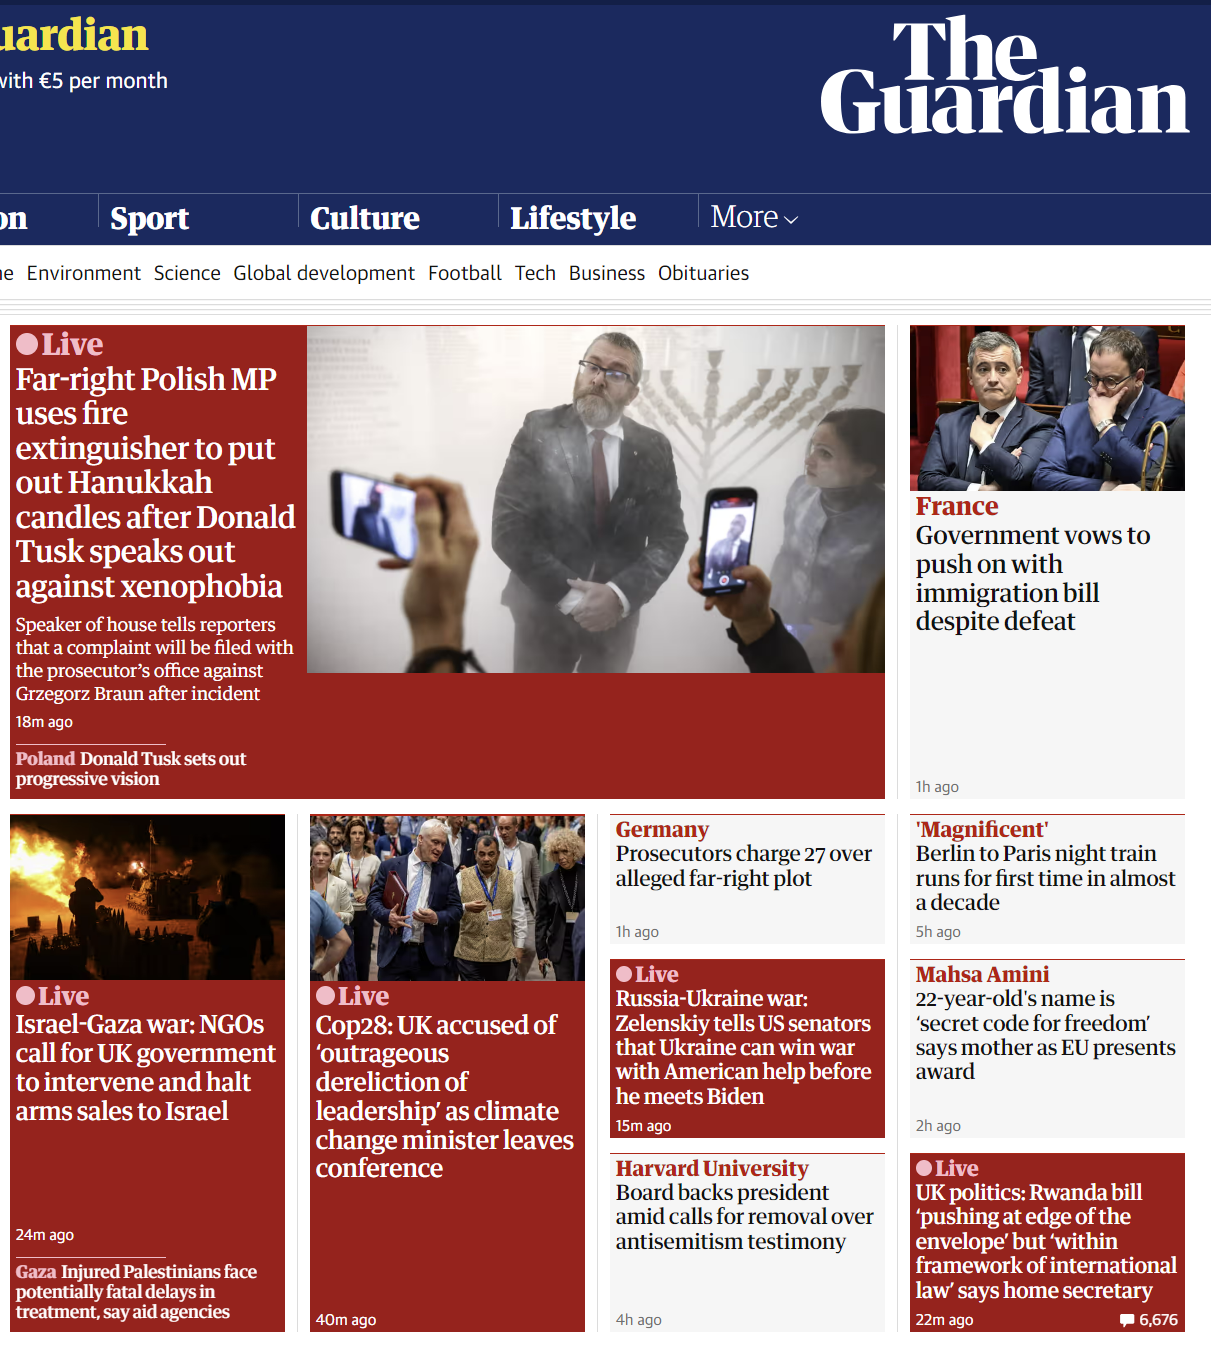 uardian
with €5 per month
The
Guardian
on
Sport
Culture
Lifestyle
More
ne Environment Science Global development Football Tech Business Obituaries
Live
Far-right Polish MP
uses fire
extinguisher to put
out Hanukkah
candles after Donald
Tusk speaks out
against xenophobia
Speaker of house tells reporters
that a complaint will be filed with
the prosecutor's office against
Grzegorz Braun after incident
18m ago
Poland Donald Tusk sets out
progressive vision
France
Government vows to
push on with
immigration bill
despite defeat
1h ago
Live
Israel-Gaza war: NGOs
call for UK government
to intervene and halt
arms sales to Israel
24m ago
Gaza Injured Palestinians face
potentially fatal delays in
treatment, say aid agencies
Live
Cop28: UK accused of
‘outrageous
dereliction of
leadership’ as climate
change minister leaves
conference
40m ago
Germany
Prosecutors charge 27 over
alleged far-right plot
1h ago
Live
Russia-Ukraine war:
Zelenskiy tells US senators
that Ukraine can win war
with American help before
he meets Biden
15m ago
Harvard University
Board backs president
amid calls for removal over
antisemitism testimony
4h ago
'Magnificent'
Berlin to Paris night train
runs for first time in almost
a decade
5h ago
Mahsa Amini
22-year-old's name is
‘secret code for freedom’
says mother as EU presents
award
2h ago
Live
UK politics: Rwanda bill
‘pushing at edge of the
envelope’ but ‘within
framework of international
law’ says home secretary
22m ago
6,676